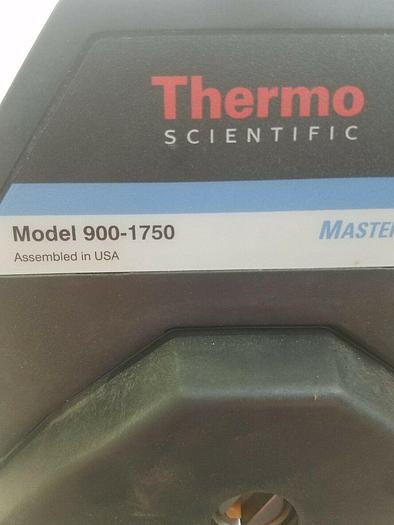 Thermo
SCIENTIFIC
Model 900-1750
MASTER
Assembled in USA